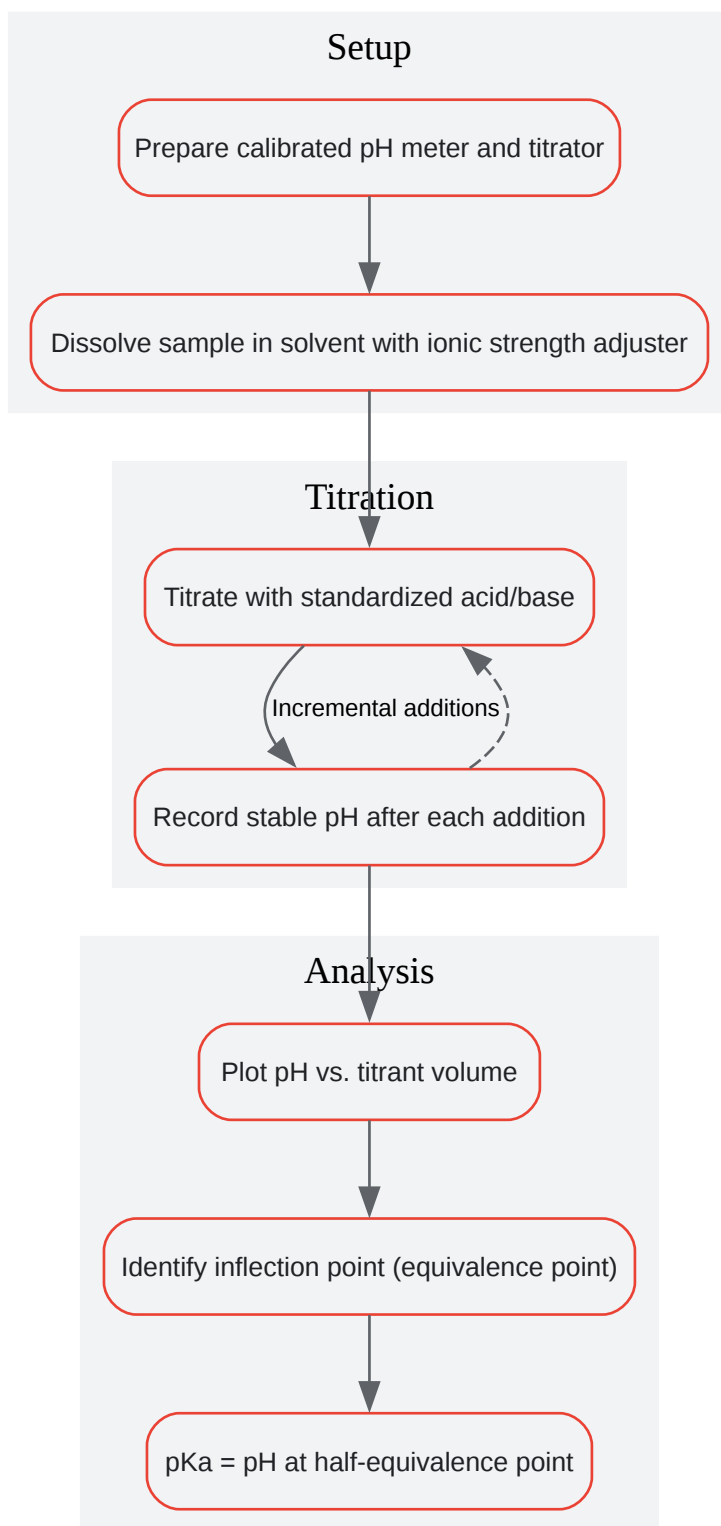 Setup
Prepare calibrated pH meter and titrator
Dissolve sample in solvent with ionic strength adjuster
Titration
Titrate with standardized acid/base
Incremental additions
Record stable pH after each addition
Analysis
Plot pH vs. titrant volume
Identify inflection point (equivalence point)
pKa = pH at half-equivalence point